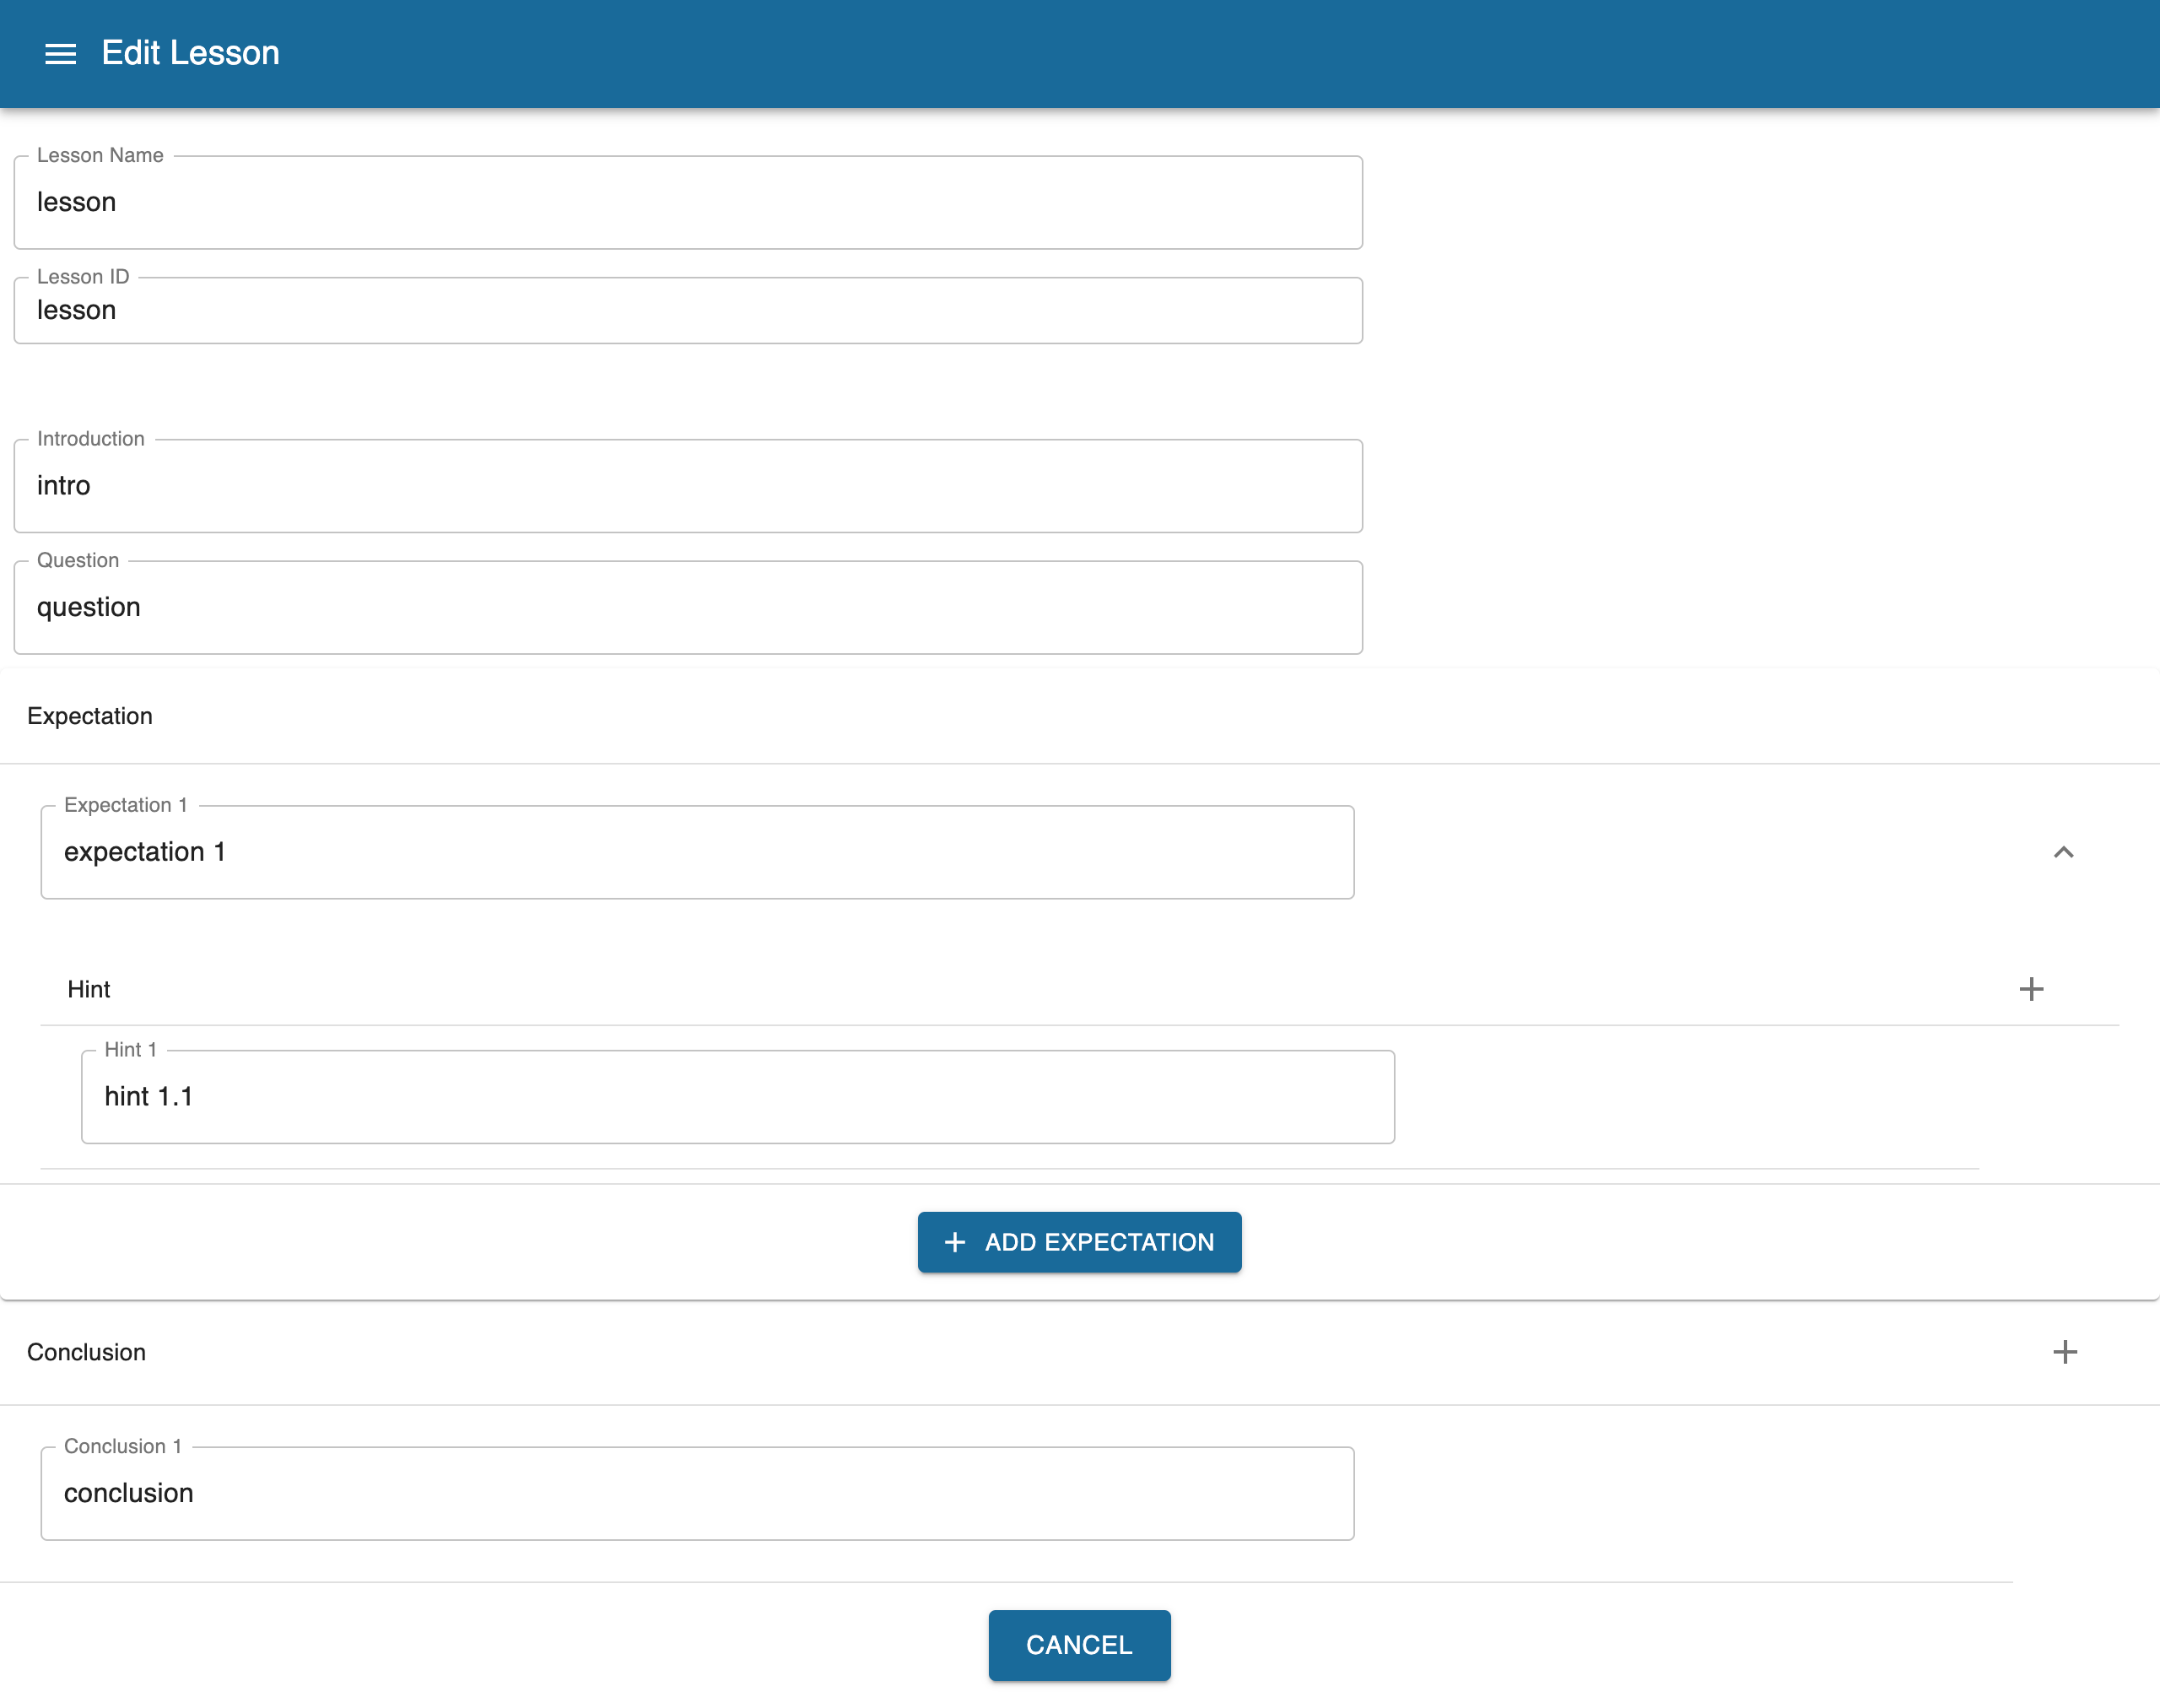 Edit Lesson
Lesson Name
lesson
Lesson ID
lesson
Introduction
intro
Question
question
Expectation
Expectation 1
expectation 1
Hint
Hint 1
hint 1.1
ADD EXPECTATION
Conclusion
Conclusion 1
conclusion
CANCEL